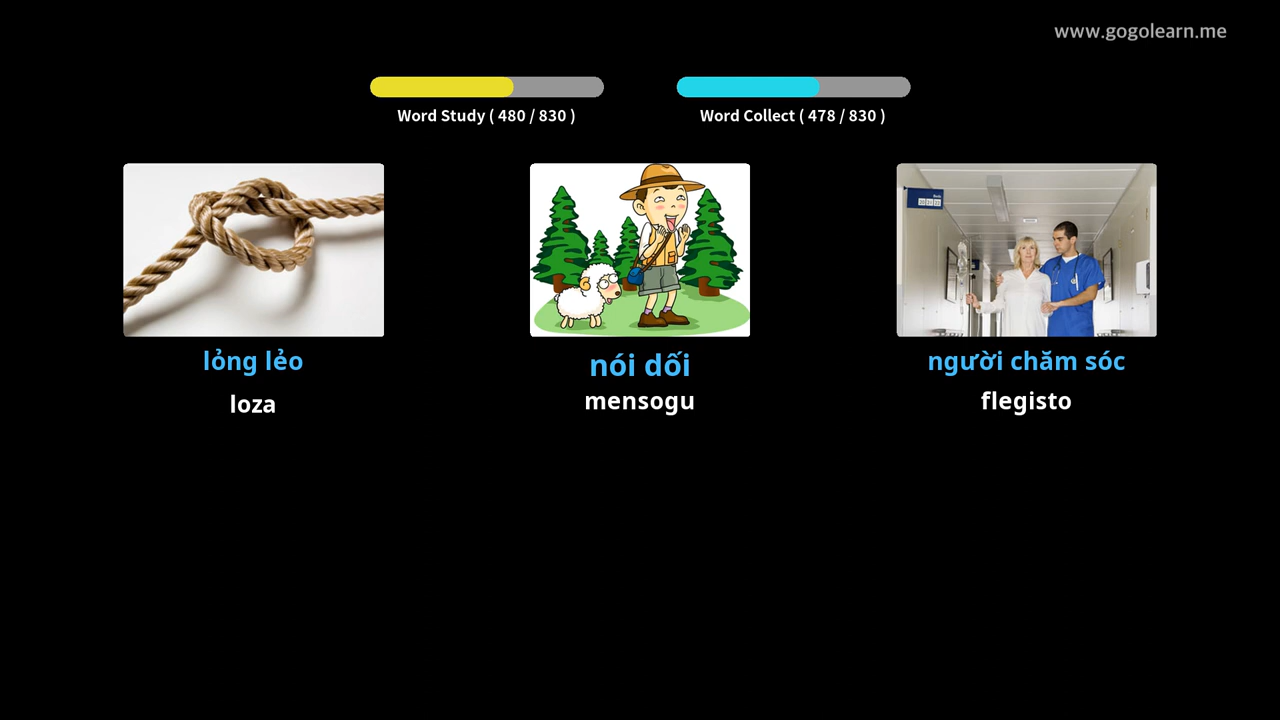 www.gogolearn.me
Word Study ( 480 / 830 )
Word Collect ( 478 / 830 )
lỏng lẻo
loza
nói dối
mensogu
người chăm sóc
flegisto